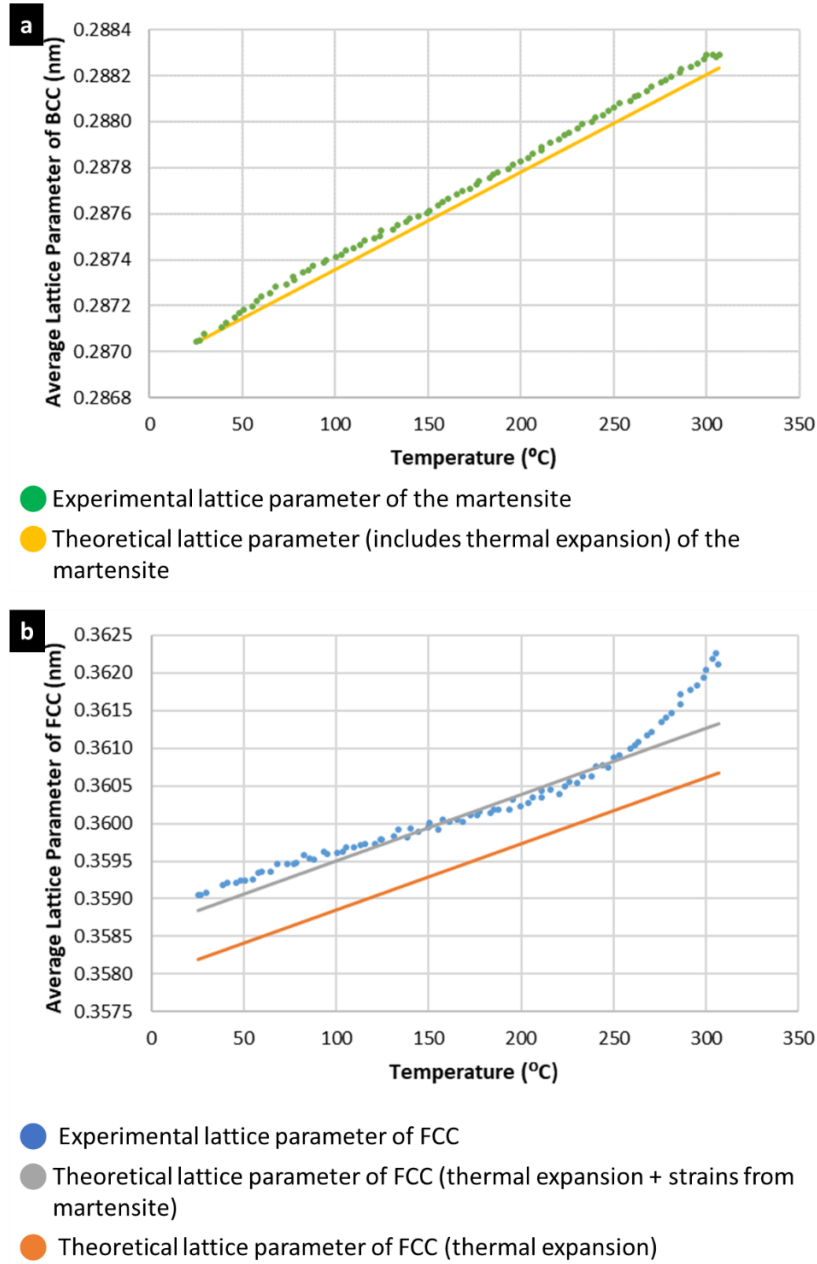 a
Average Lattice Parameter of BCC (nm)
0.2884
0.2882
0.2880
0.2878
0.2876
0.2874
0.2872
0.2870
0.2868
0 50 100 150 200 250 300 350
Temperature (⁰C)
Experimental lattice parameter of the martensite
Theoretical lattice parameter (includes thermal expansion) of the
martensite
b
Average Lattice Parameter of FCC (nm)
0.3625
0.3620
0.3615
0.3610
0.3605
0.3600
0.3595
0.3590
0.3585
0.3580
0.3575
0 50 100 150 200 250 300 350
Temperature (⁰C)
Experimental lattice parameter of FCC
Theoretical lattice parameter of FCC (thermal expansion + strains from
martensite)
Theoretical lattice parameter of FCC (thermal expansion)